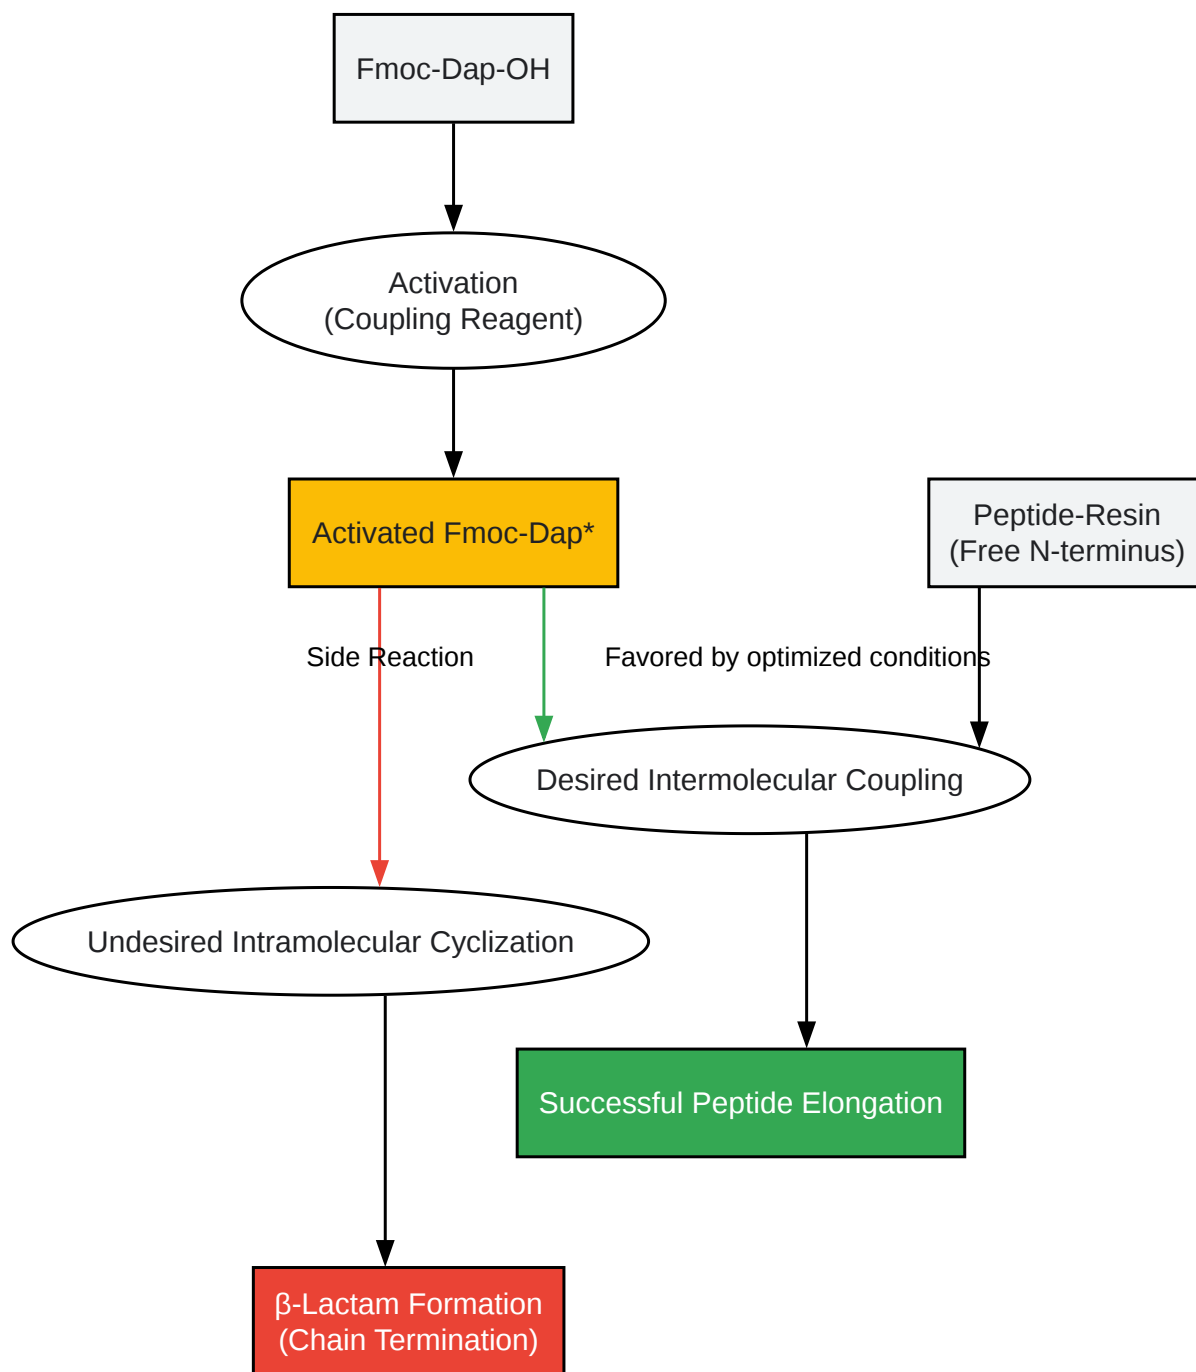 Fmoc-Dap-OH
Activation
(Coupling Reagent)
Activated Fmoc-Dap*
Peptide-Resin
(Free N-terminus)
Side Reaction
Favored by optimized conditions
Desired Intermolecular Coupling
Undesired Intramolecular Cyclization
Successful Peptide Elongation
β-Lactam Formation
(Chain Termination)